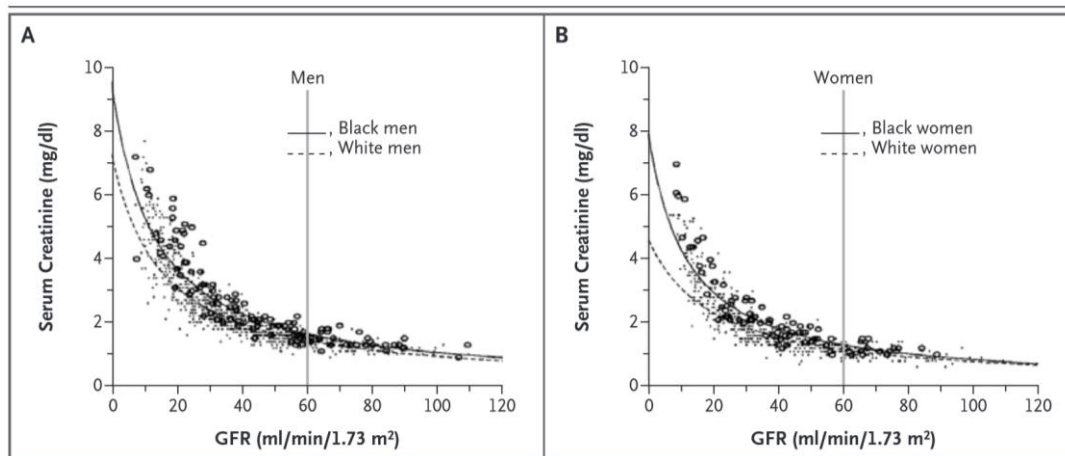 A
Men
, Black men
, White men
Serum Creatinine (mg/dl)
10
8
6
4
2
0
0
20
40
60
80
100
120
GFR (ml/min/1.73 m²)
B
Women
, Black women
, White women
Serum Creatinine (mg/dl)
10
8
6
4
2
0
0
20
40
60
80
100
120
GFR (ml/min/1.73 m²)